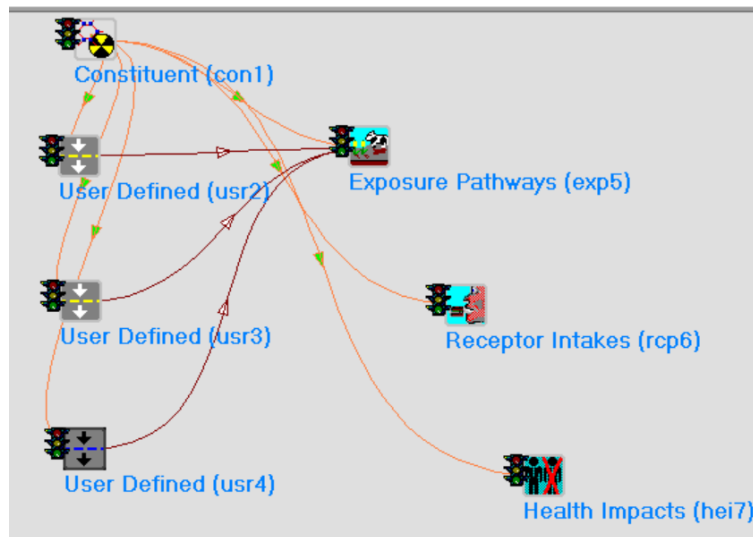 Constituent (con1)
User Defined (usr2)
Exposure Pathways (exp5)
User Defined (usr3)
Receptor Intakes (rcp6)
User Defined (usr4)
Health Impacts (hei7)